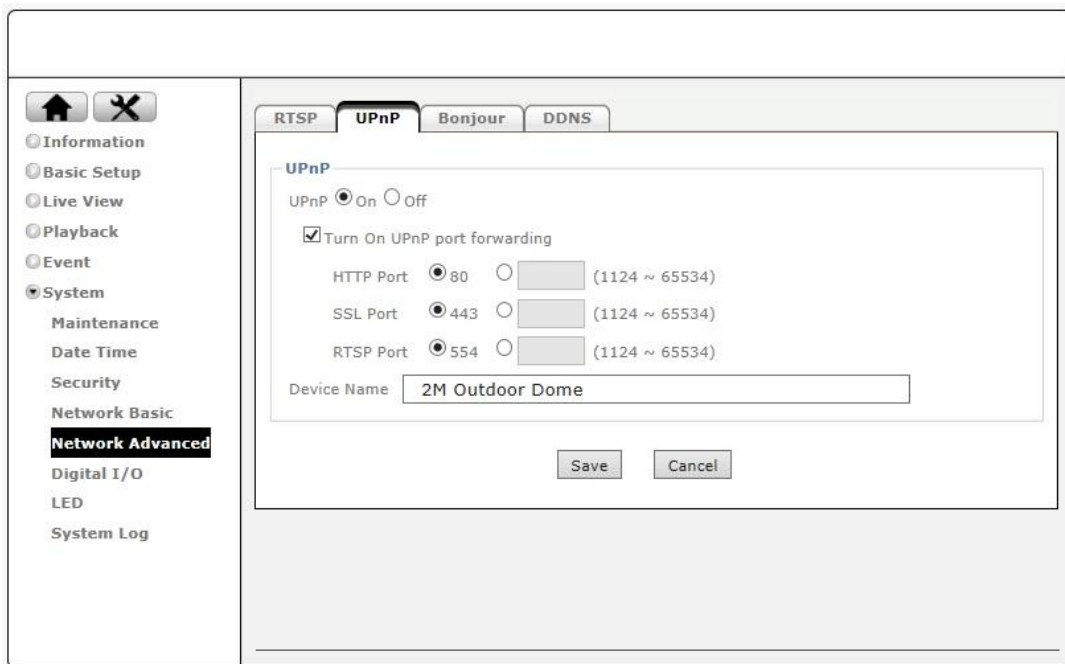 Information
Basic Setup
Live View
Playback
Event
System
Maintenance
Date Time
Security
Network Basic
Network Advanced
Digital I/O
LED
System Log
RTSP UPnP Bonjour DDNS
UPnP
UPnP On Off
Turn On UPnP port forwarding
HTTP Port 80 (1124 ~ 65534)
SSL Port 443 (1124 ~ 65534)
RTSP Port 554 (1124 ~ 65534)
Device Name 2M Outdoor Dome
Save Cancel